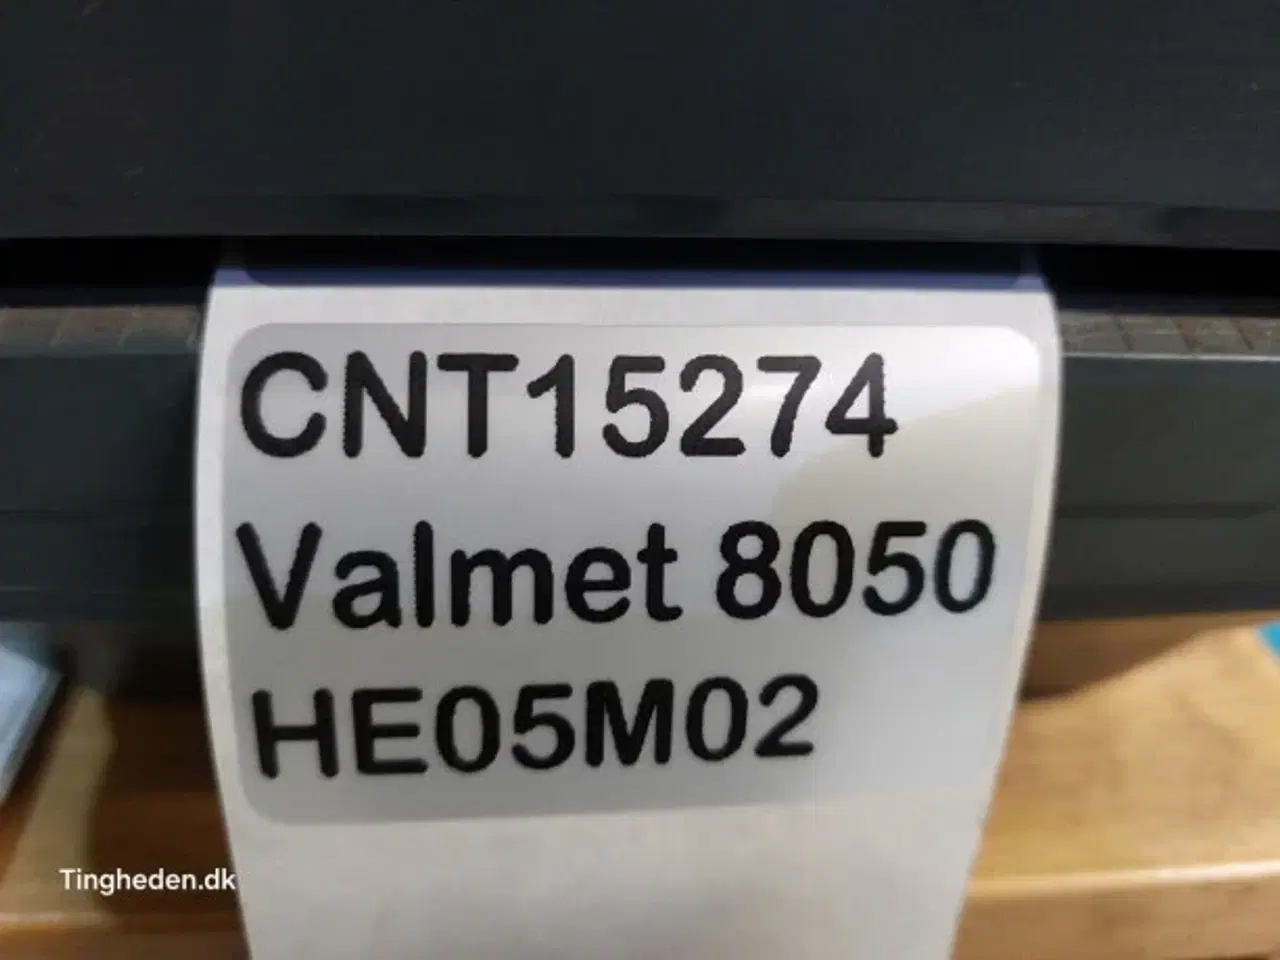 CNT15274
Valmet 8050
HE05M02
Tingheden.dk